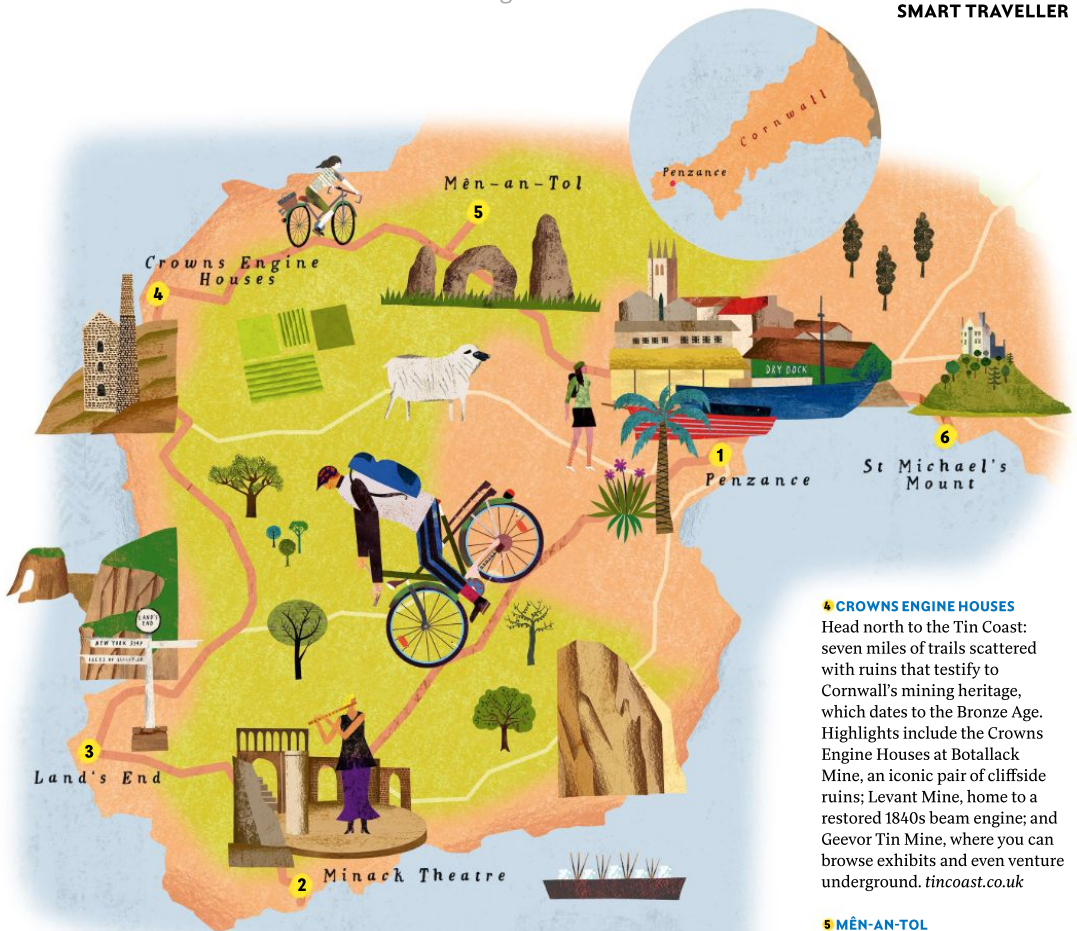 SMART TRAVELLER
Cornwall
Penzance
Mên-an-Tol
5
Crowns Engine
Houses
4
DRY DOCK
1
Penzance
6
St Michael's
Mount
LAND'S
END
NEW YORK
3
Land's End
2
Minack Theatre
4 CROWNS ENGINE HOUSES
Head north to the Tin Coast:
seven miles of trails scattered
with ruins that testify to
Cornwall's mining heritage,
which dates to the Bronze Age.
Highlights include the Crowns
Engine Houses at Botallack
Mine, an iconic pair of cliffside
ruins; Levant Mine, home to a
restored 1840s beam engine; and
Geevor Tin Mine, where you can
browse exhibits and even venture
underground. tincoast.co.uk
5 MÊN-AN-TOL